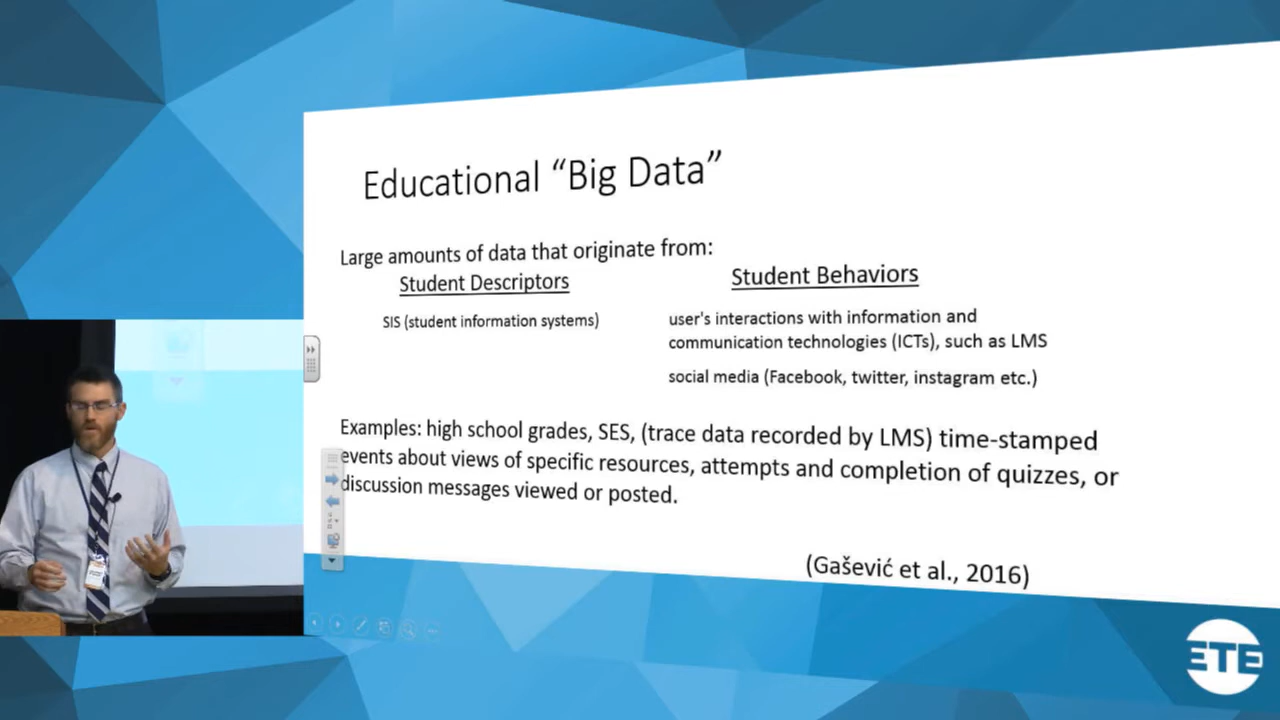 Educational “Big Data”
Large amounts of data that originate from:
Student Descriptors
SIS (student information systems)
Student Behaviors
user's interactions with information and
communication technologies (ICTs), such as LMS
social media (Facebook, twitter, instagram etc.)
Examples: high school grades, SES, (trace data recorded by LMS) time-stamped
events about views of specific resources, attempts and completion of quizzes, or
discussion messages viewed or posted.
(Gašević et al., 2016)
ETE